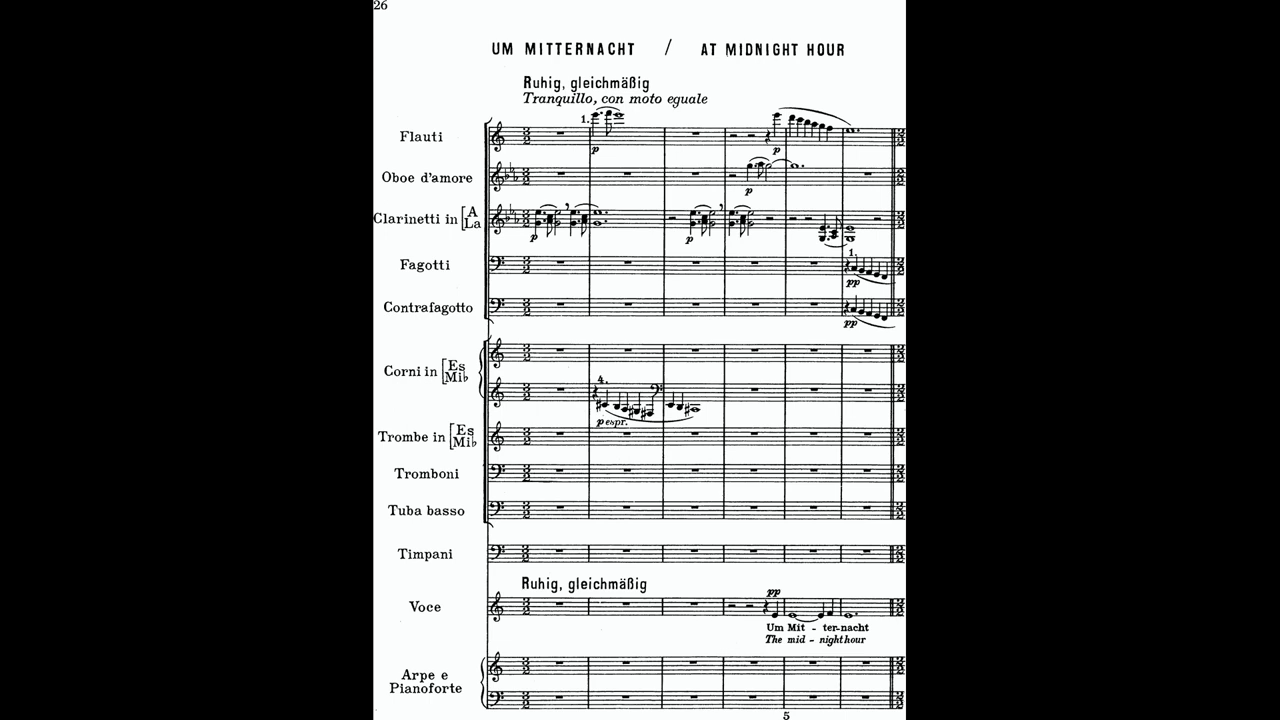 26
UM MITTERNACHT / AT MIDNIGHT HOUR
Ruhig, gleichmäßig
Tranquillo, con moto eguale
1.
Flauti
p
p
Oboe d'amore
p
Clarinetti in [A
La
p
p
Fagotti
1.
pp
Contrafagotto
pp
Corni in [Es
Mi♭
4.
p espr.
Trombe in [Es
Mi♭
Tromboni
Tuba basso
Timpani
Ruhig, gleichmäßig
pp
Voce
Um Mit - ter-nacht
The mid - night hour
Arpe e
Pianoforte
5